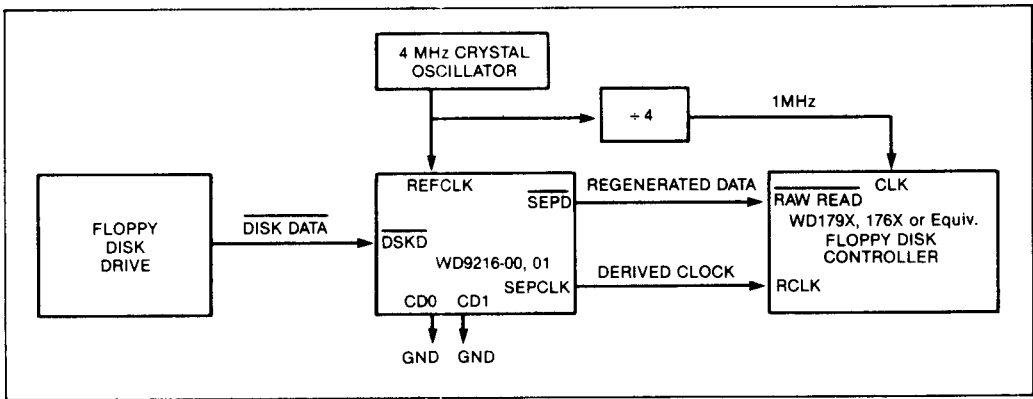 4 MHz CRYSTAL
OSCILLATOR
÷ 4
1MHz
FLOPPY
DISK
DRIVE
DISK DATA
REFCLK
SEPD
DSKD
WD9216-00, 01
SEPCLK
CD0 CD1
GND GND
REGENERATED DATA
DERIVED CLOCK
CLK
RAW READ
WD179X, 176X or Equiv.
FLOPPY DISK
CONTROLLER
RCLK